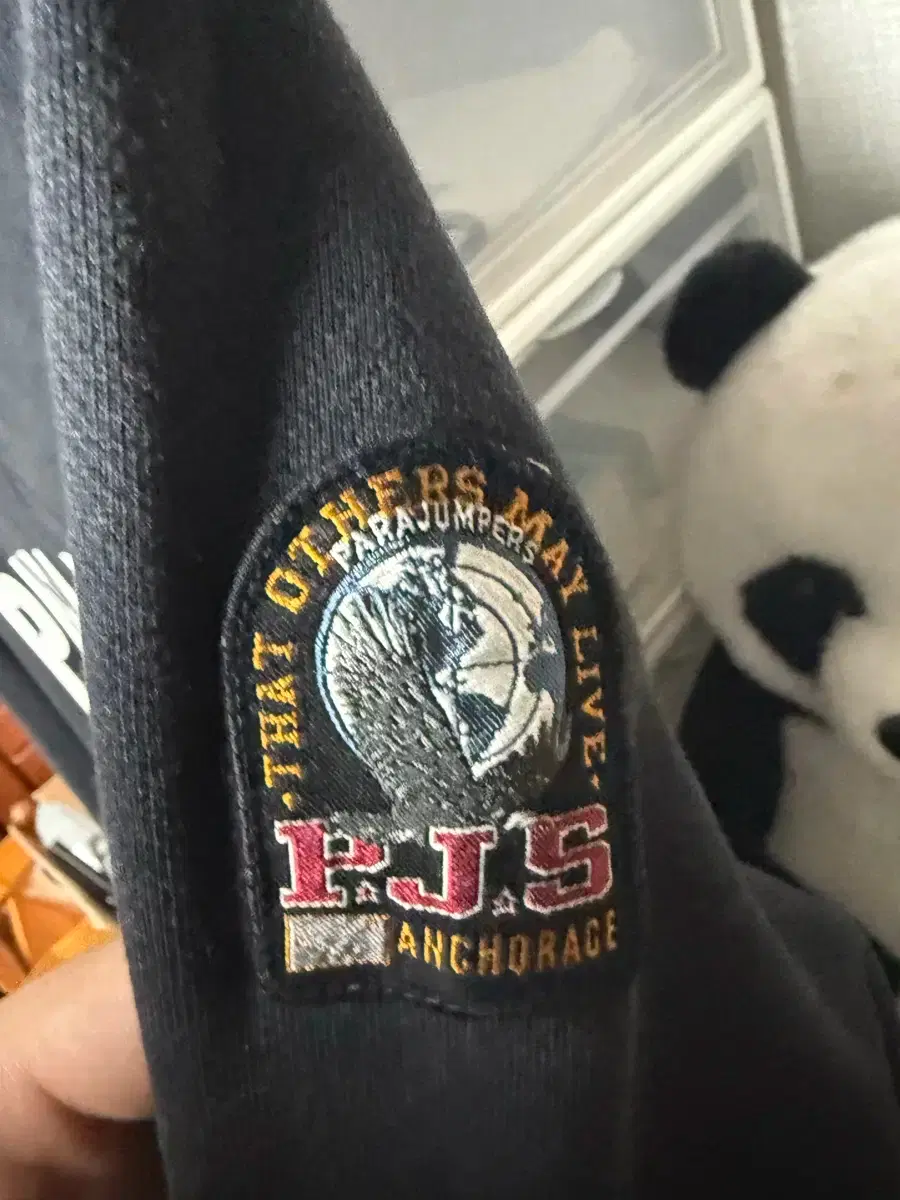 ·THAT OTHERS MAY LIVE·
PARAJUMPERS
P.J.S
ANCHORAGE